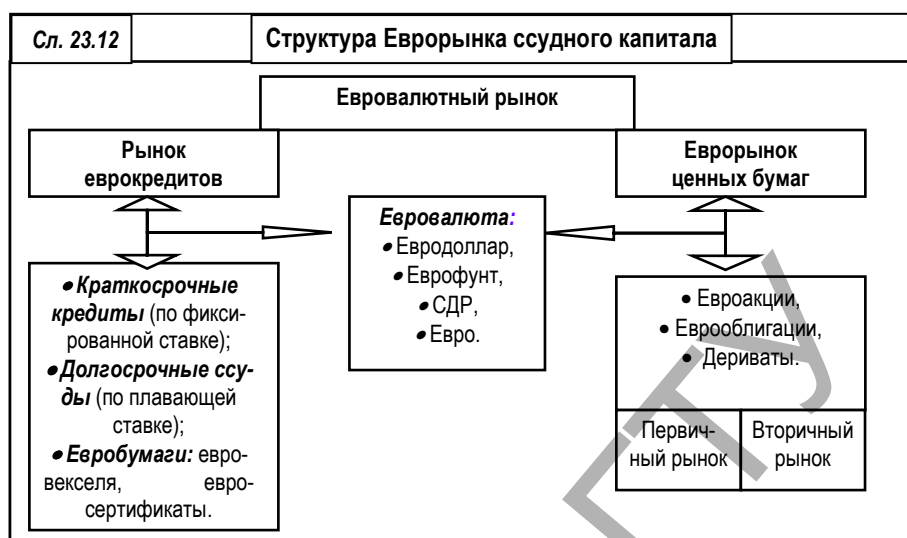 Сл. 23.12
Структура Еврорынка ссудного капитала
Евровалютный рынок
Рынок
еврокредитов
Еврорынок
ценных бумаг
Евровалюта:
• Евродоллар,
• Еврофунт,
• СДР,
• Евро.
• Краткосрочные
кредиты (по фикси-
рованной ставке);
• Долгосрочные ссу-
ды (по плавающей
ставке);
• Евробумаги: евро-
векселя, евро-
сертификаты.
• Евроакции,
• Еврооблигации,
• Дериваты.
Первич-
ный рынок
Вторичный
рынок
ГТУ